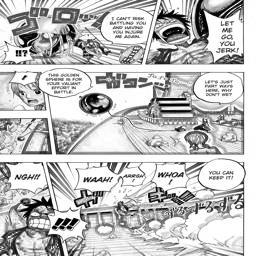 LET
ME
GO,
YOU
JERK!
I CAN'T RISK
BATTLING YOU
AND HAVING
YOU INJURE
ME AGAIN.
!!?
LET'S JUST
PART WAYS
HERE, WHY
DON'T WE?
THIS GOLDEN
SPHERE IS FOR
YOUR VALIANT
EFFORT IN
BATTLE.
YOU CAN
KEEP IT!
WHOA
ARRGH
WAAH!
NGH!!
!!!